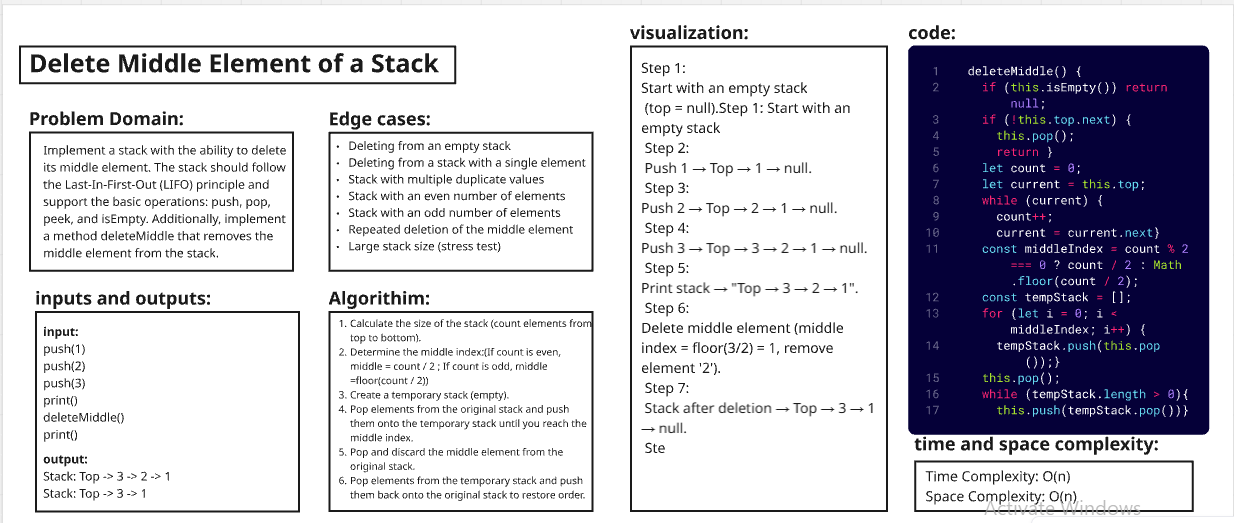 Delete Middle Element of a Stack
Problem Domain:
Implement a stack with the ability to delete
its middle element. The stack should follow
the Last-In-First-Out (LIFO) principle and
support the basic operations: push, pop,
peek, and isEmpty. Additionally, implement
a method deleteMiddle that removes the
middle element from the stack.
Edge cases:
• Deleting from an empty stack
• Deleting from a stack with a single element
• Stack with multiple duplicate values
• Stack with an even number of elements
• Stack with an odd number of elements
• Repeated deletion of the middle element
• Large stack size (stress test)
inputs and outputs:
input:
push(1)
push(2)
push(3)
print()
deleteMiddle()
print()
output:
Stack: Top -> 3 -> 2 -> 1
Stack: Top -> 3 -> 1
Algorithim:
1. Calculate the size of the stack (count elements from
top to bottom).
2. Determine the middle index:(If count is even,
middle = count / 2 ; If count is odd, middle
=floor(count / 2))
3. Create a temporary stack (empty).
4. Pop elements from the original stack and push
them onto the temporary stack until you reach the
middle index.
5. Pop and discard the middle element from the
original stack.
6. Pop elements from the temporary stack and push
them back onto the original stack to restore order.
visualization:
Step 1:
Start with an empty stack
(top = null).Step 1: Start with an
empty stack
Step 2:
Push 1 → Top → 1 → null.
Step 3:
Push 2 → Top → 2 → 1 → null.
Step 4:
Push 3 → Top → 3 → 2 → 1 → null.
Step 5:
Print stack → "Top → 3 → 2 → 1".
Step 6:
Delete middle element (middle
index = floor(3/2) = 1, remove
element '2').
Step 7:
Stack after deletion → Top → 3 → 1
→ null.
Ste
code:
1 deleteMiddle() {
2 if (this.isEmpty()) return
null;
3 if (!this.top.next) {
4 this.pop();
5 return }
6 let count = 0;
7 let current = this.top;
8 while (current) {
9 count++;
10 current = current.next}
11 const middleIndex = count % 2
=== 0 ? count / 2 : Math
.floor(count / 2);
12 const tempStack = [];
13 for (let i = 0; i <
middleIndex; i++) {
14 tempStack.push(this.pop
());}
15 this.pop();
16 while (tempStack.length > 0){
17 this.push(tempStack.pop())}
time and space complexity:
Time Complexity: O(n)
Space Complexity: O(n)
Activate Windows